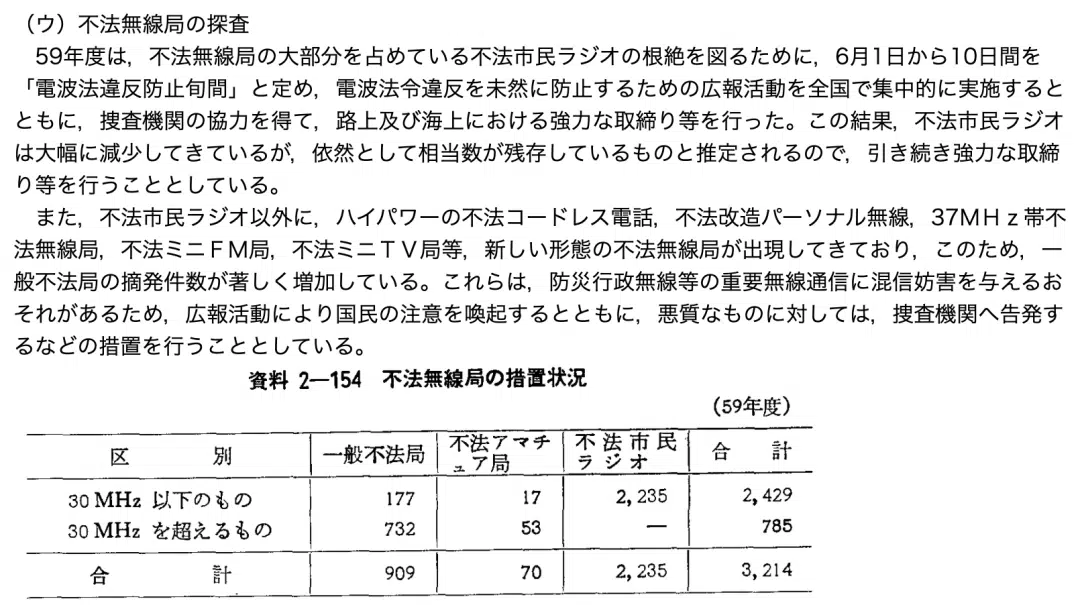 （ウ）不法無線局の探査
59年度は，不法無線局の大部分を占めている不法市民ラジオの根絶を図るために，6月1日から10日間を
「電波法違反防止旬間」と定め，電波法令違反を未然に防止するための広報活動を全国で集中的に実施すると
ともに，捜査機関の協力を得て，路上及び海上における強力な取締り等を行った。この結果，不法市民ラジオ
は大幅に減少してきているが，依然として相当数が残存しているものと推定されるので，引き続き強力な取締
り等を行うこととしている。
また，不法市民ラジオ以外に，ハイパワーの不法コードレス電話，不法改造パーソナル無線，37ＭＨｚ帯不
法無線局，不法ミニＦＭ局，不法ミニＴＶ局等，新しい形態の不法無線局が出現してきており，このため，一
般不法局の摘発件数が著しく増加している。これらは，防災行政無線等の重要無線通信に混信妨害を与えるお
それがあるため，広報活動により国民の注意を喚起するとともに，悪質なものに対しては，捜査機関へ告発す
るなどの措置を行うこととしている。
資料 2―154 不法無線局の措置状況
（59年度）
区 別 一般不法局 不法アマチュア局 不法市民ラジオ 合 計
30 MHz 以下のもの 177 17 2,235 2,429
30 MHz を超えるもの 732 53 ― 785
合 計 909 70 2,235 3,214